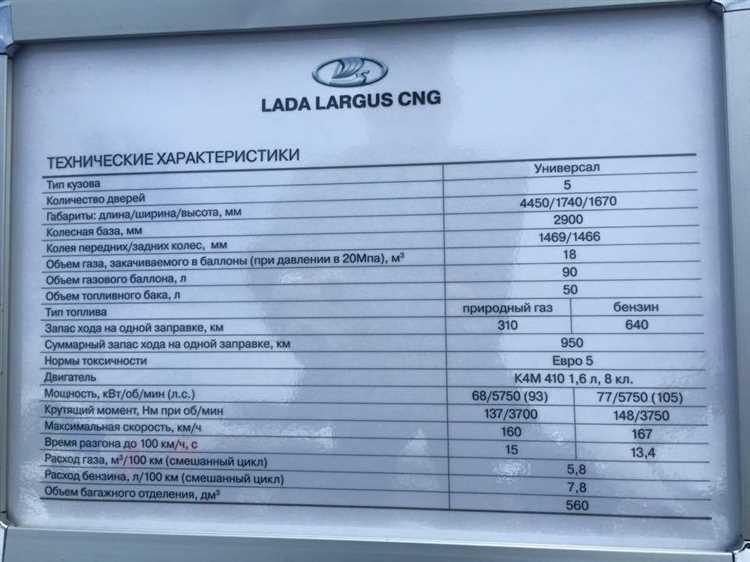 LADA LARGUS CNG
ТЕХНИЧЕСКИЕ ХАРАКТЕРИСТИКИ
Тип кузова Универсал
Количество дверей 5
Габариты: длина/ширина/высота, мм 4450/1740/1670
Колесная база, мм 2900
Колея передних/задних колес, мм 1469/1466
Объем газа, закачиваемого в баллоны (при давлении в 20Мпа), м³ 18
Объем газового баллона, л 90
Объем топливного бака, л 50
Тип топлива природный газ бензин
Запас хода на одной заправке, км 310 640
Суммарный запас хода на одной заправке, км 950
Нормы токсичности Евро 5
Двигатель К4М 410 1,6 л, 8 кл.
Мощность, кВт/об/мин (л.с.) 68/5750 (93) 77/5750 (105)
Крутящий момент, Нм при об/мин 137/3700 148/3750
Максимальная скорость, км/ч 160 167
Время разгона до 100 км/ч, с 15 13,4
Расход газа, м³/100 км (смешанный цикл) 5,8
Расход бензина, л/100 км (смешанный цикл) 7,8
Объем багажного отделения, дм³ 560